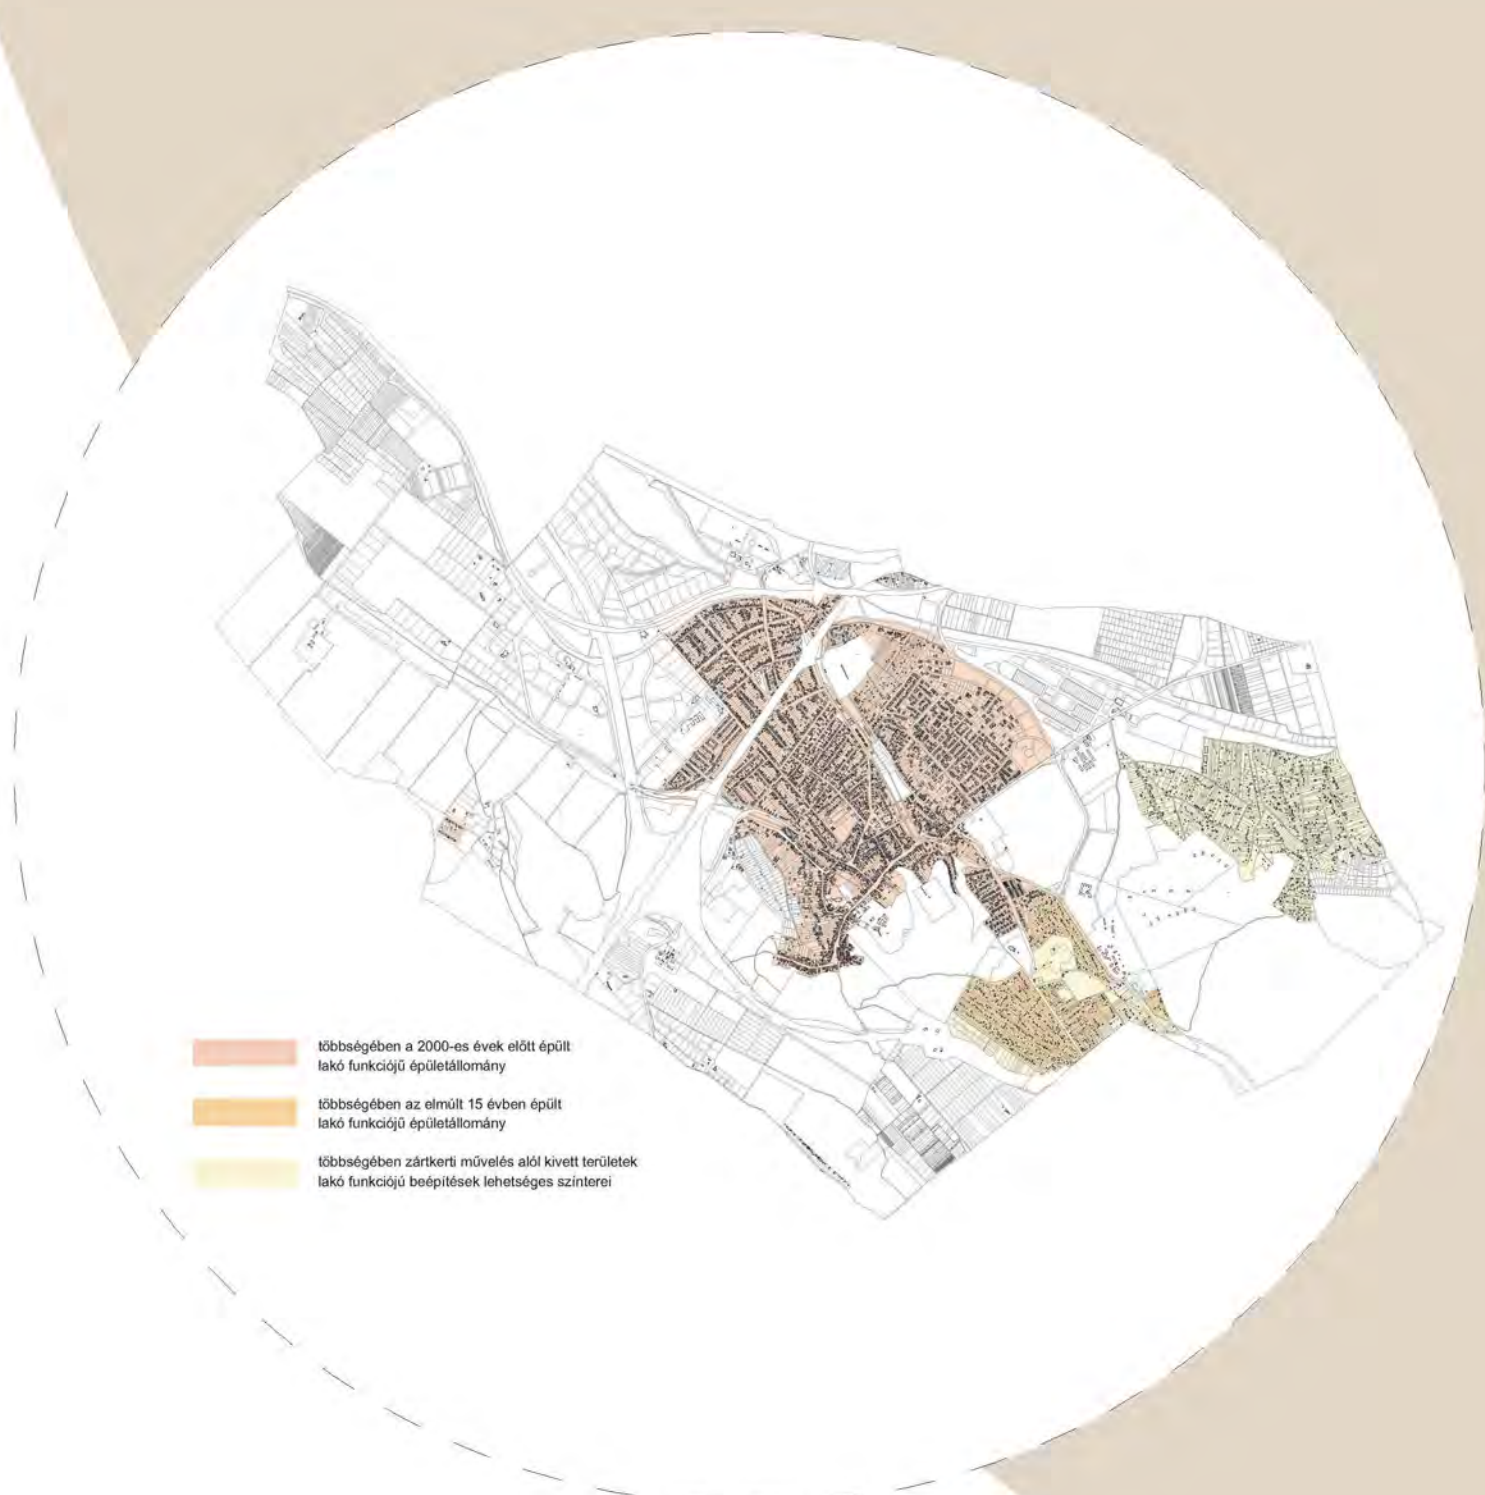 többségében a 2000-es évek előtt épült
lakó funkciójú épületállomány
többségében az elmúlt 15 évben épült
lakó funkciójú épületállomány
többségében zártkerti művelés alól kivett területek
lakó funkciójú beépítések lehetséges színterei